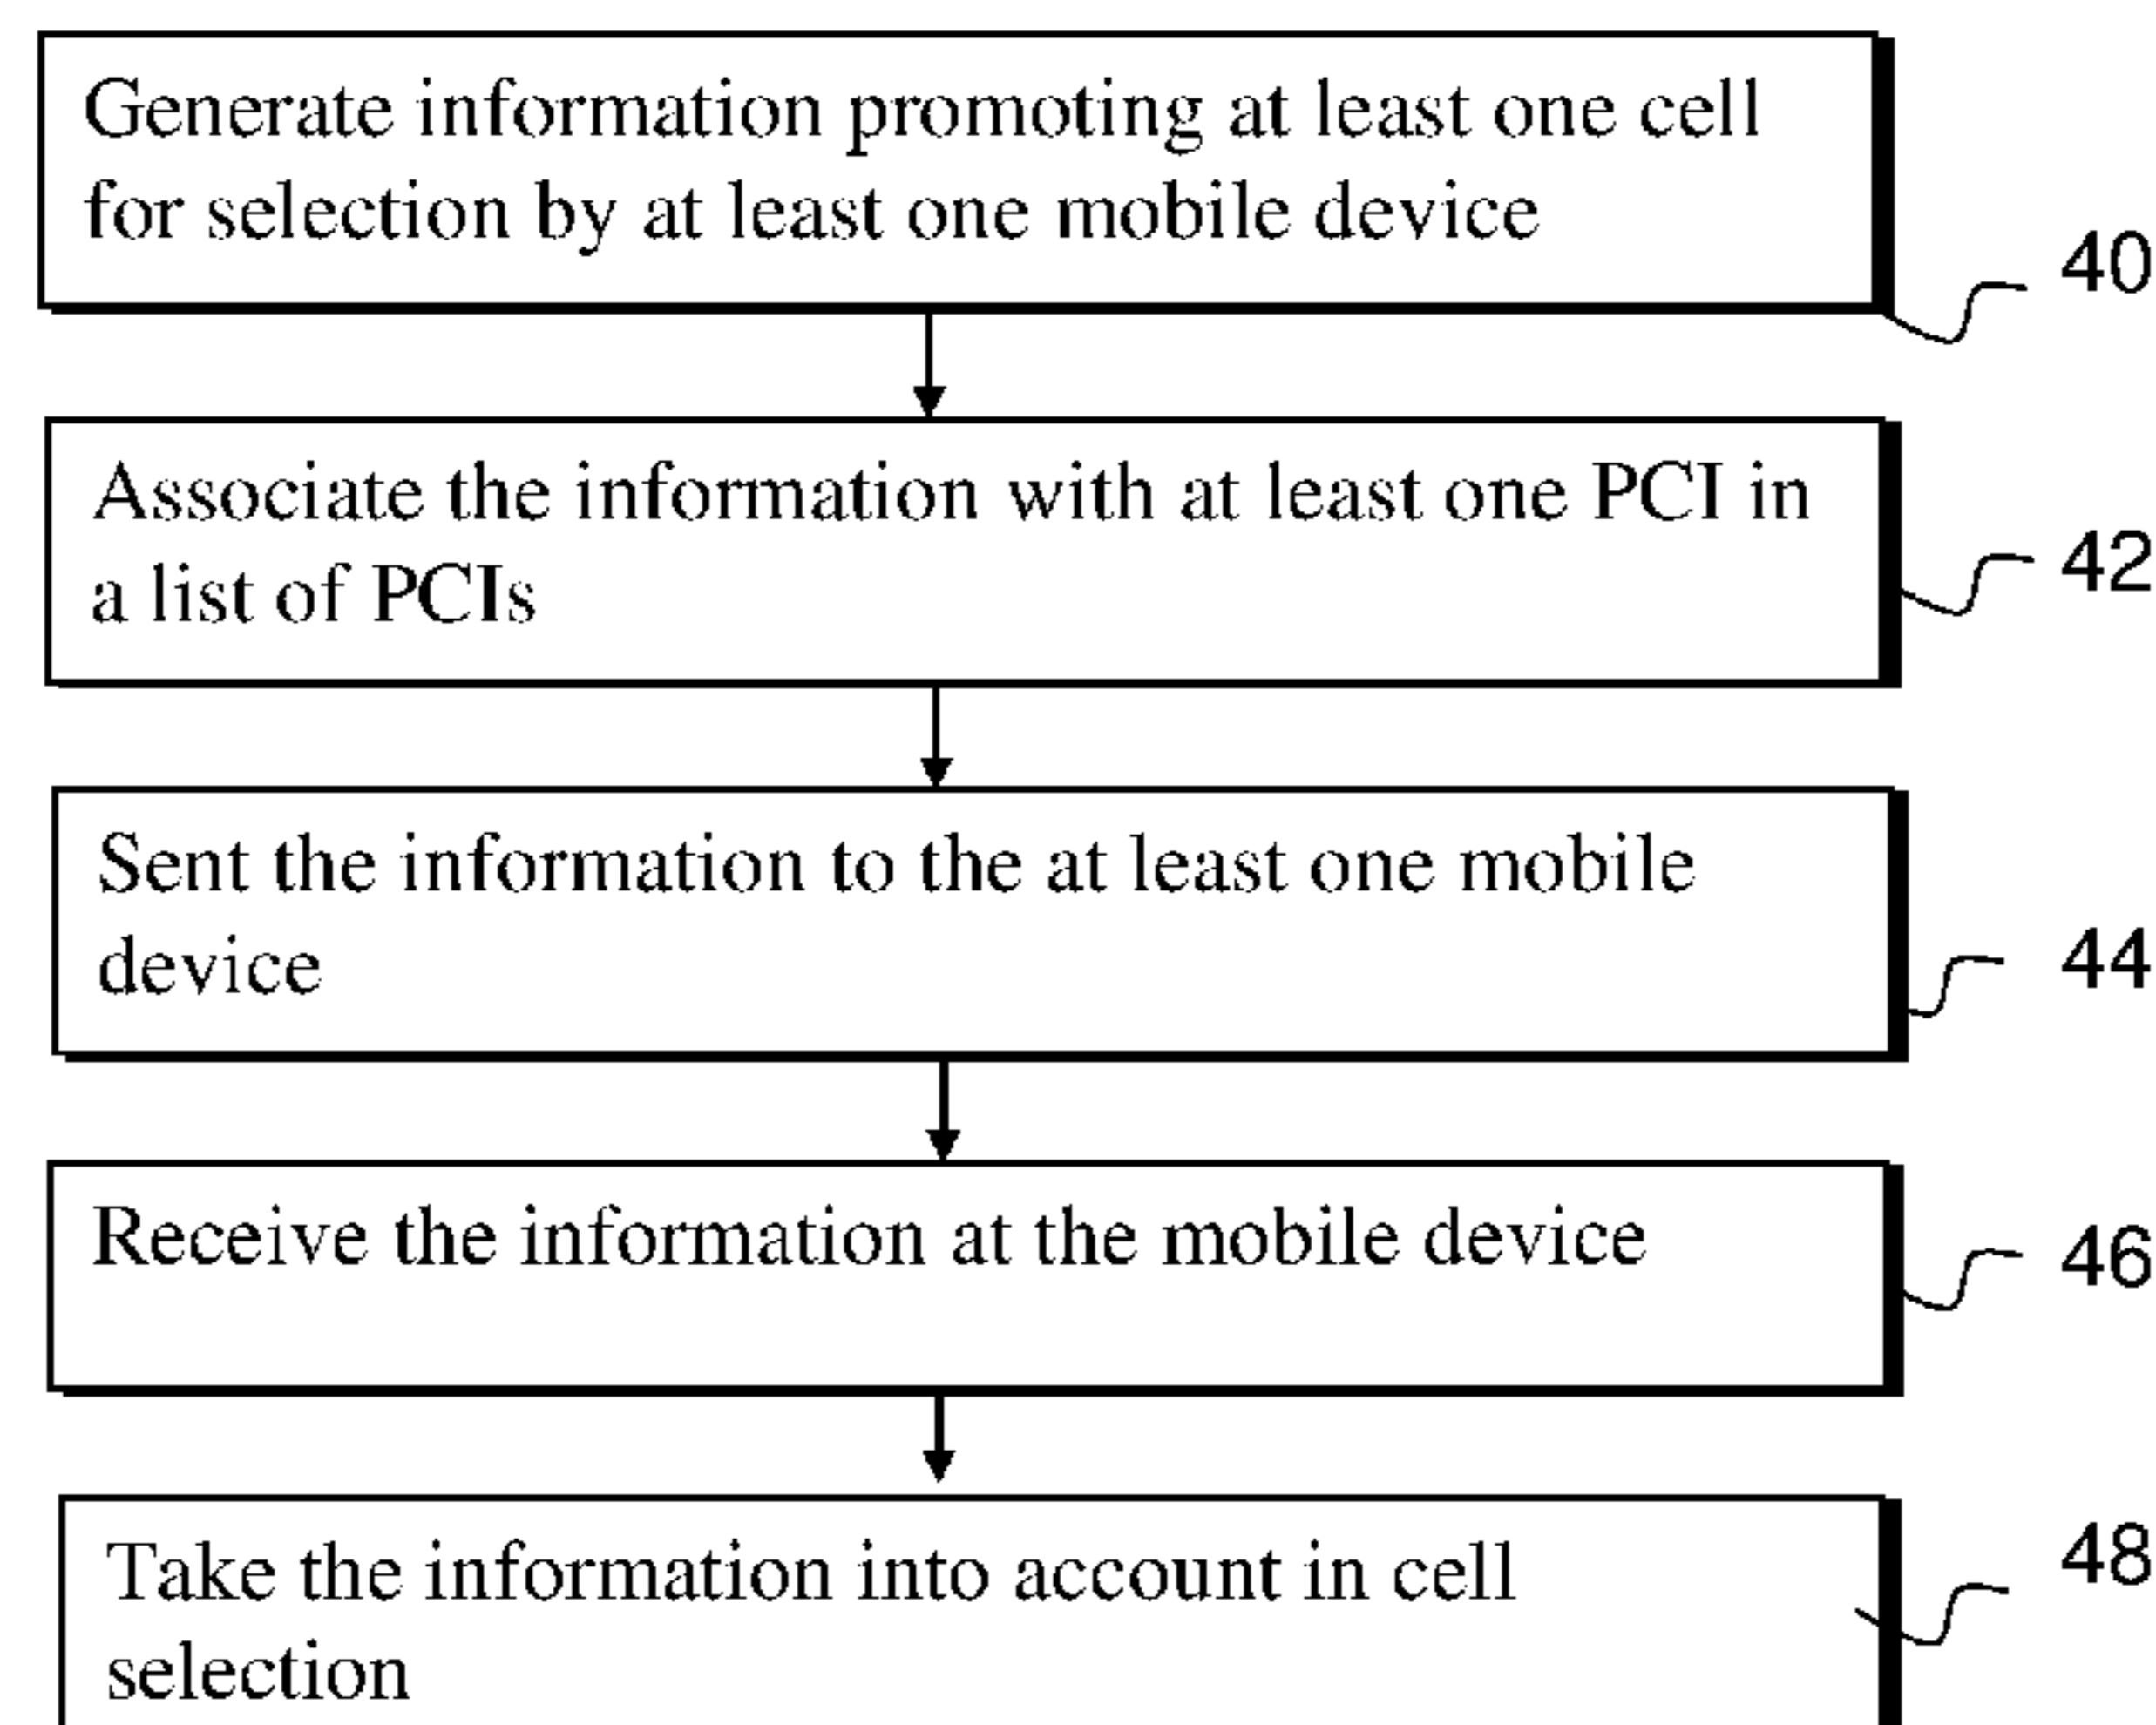 Generate information promoting at least one cell
for selection by at least one mobile device
40
Associate the information with at least one PCI in
a list of PCIs
42
Sent the information to the at least one mobile
device
44
Receive the information at the mobile device
46
Take the information into account in cell
selection
48